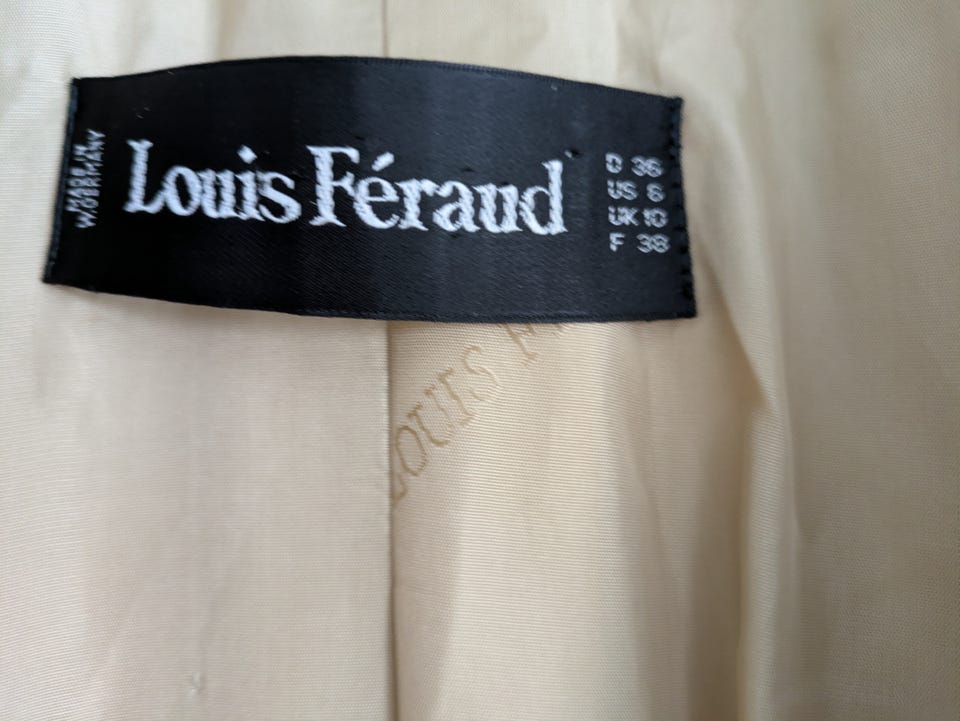 MADE IN
W.GERMANY
Louis Féraud
D 36
US 6
UK 10
F 38
LOUIS F